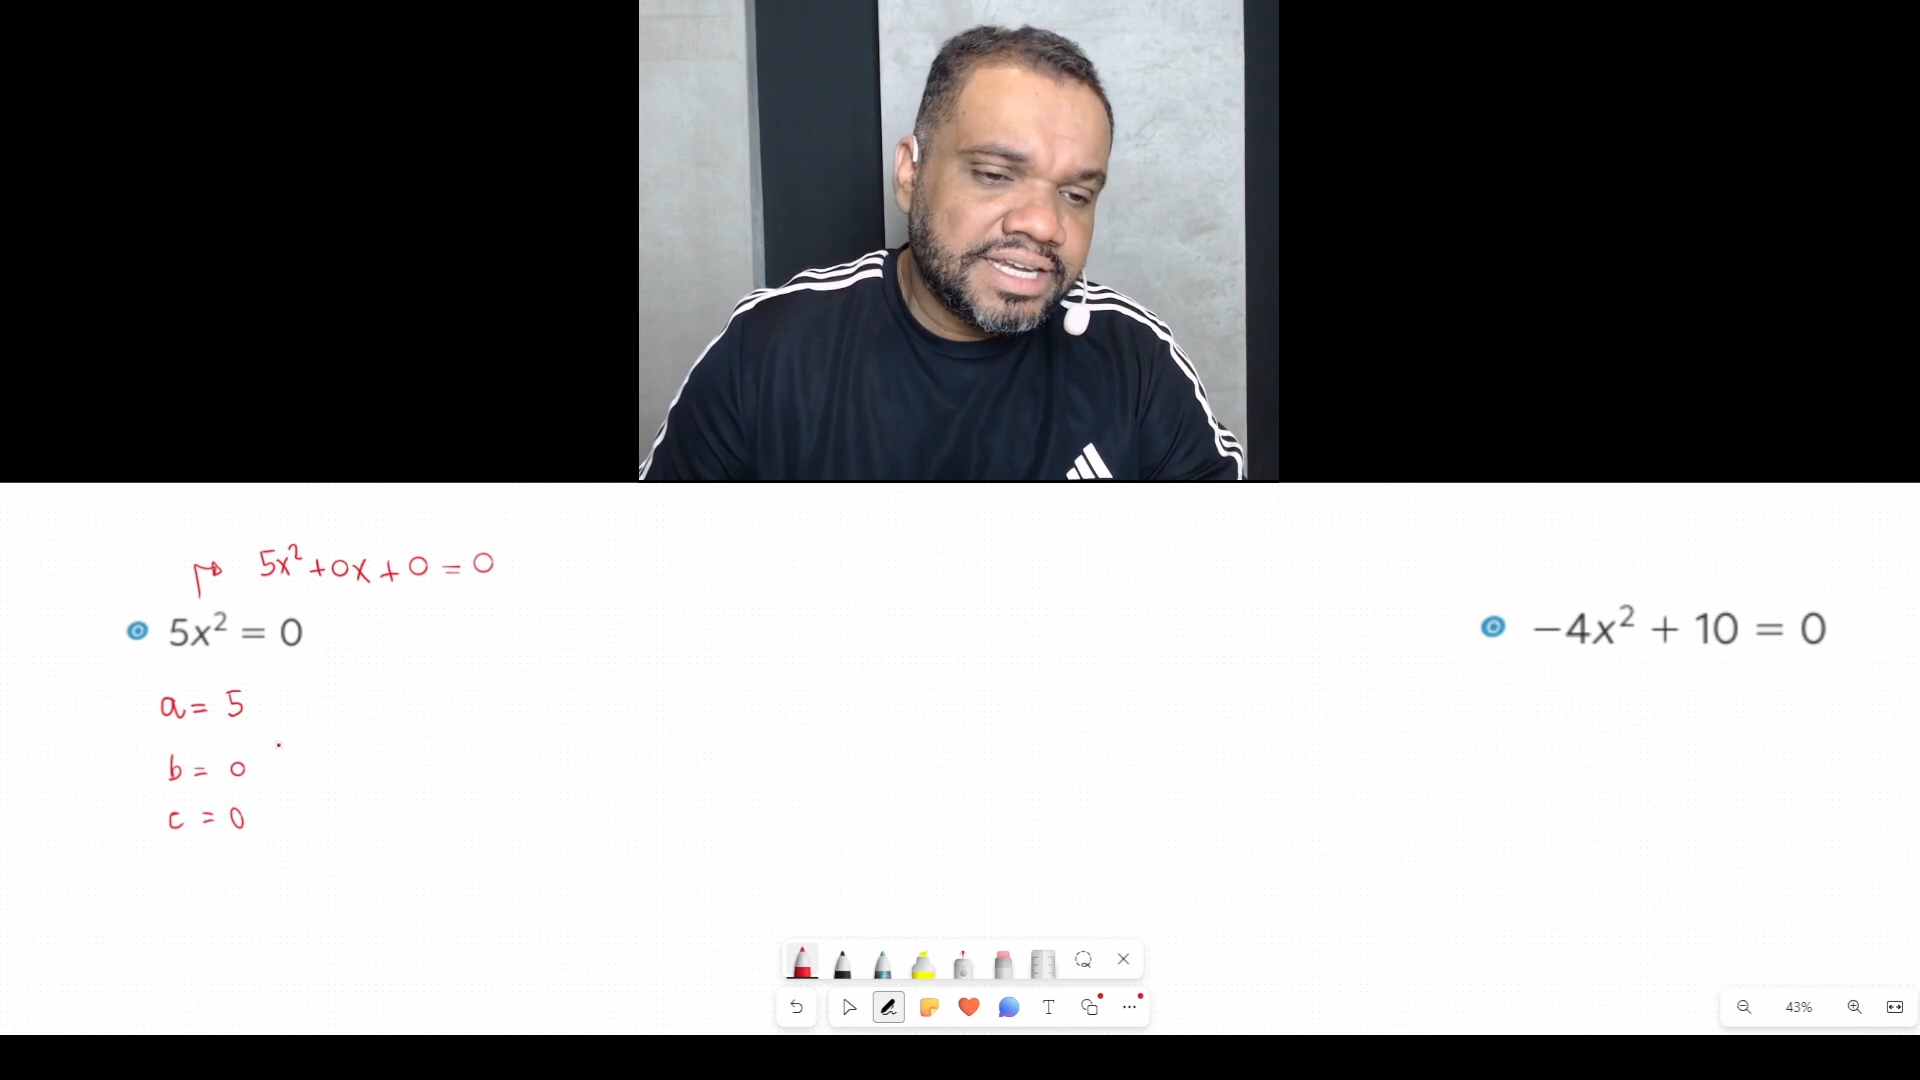 5x² + 0x + 0 = 0
5x² = 0
a = 5
b = 0
c = 0
−4x² + 10 = 0
T
43%